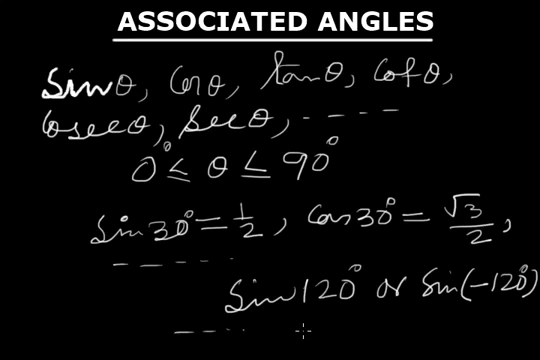 ASSOCIATED ANGLES
sinθ, cosθ, tanθ, cotθ,
cosecθ, secθ, -----
0° ≤ θ ≤ 90°
sin30° = 1/2, cos30° = √3/2,
------
sin120° or sin(-120°)
-----